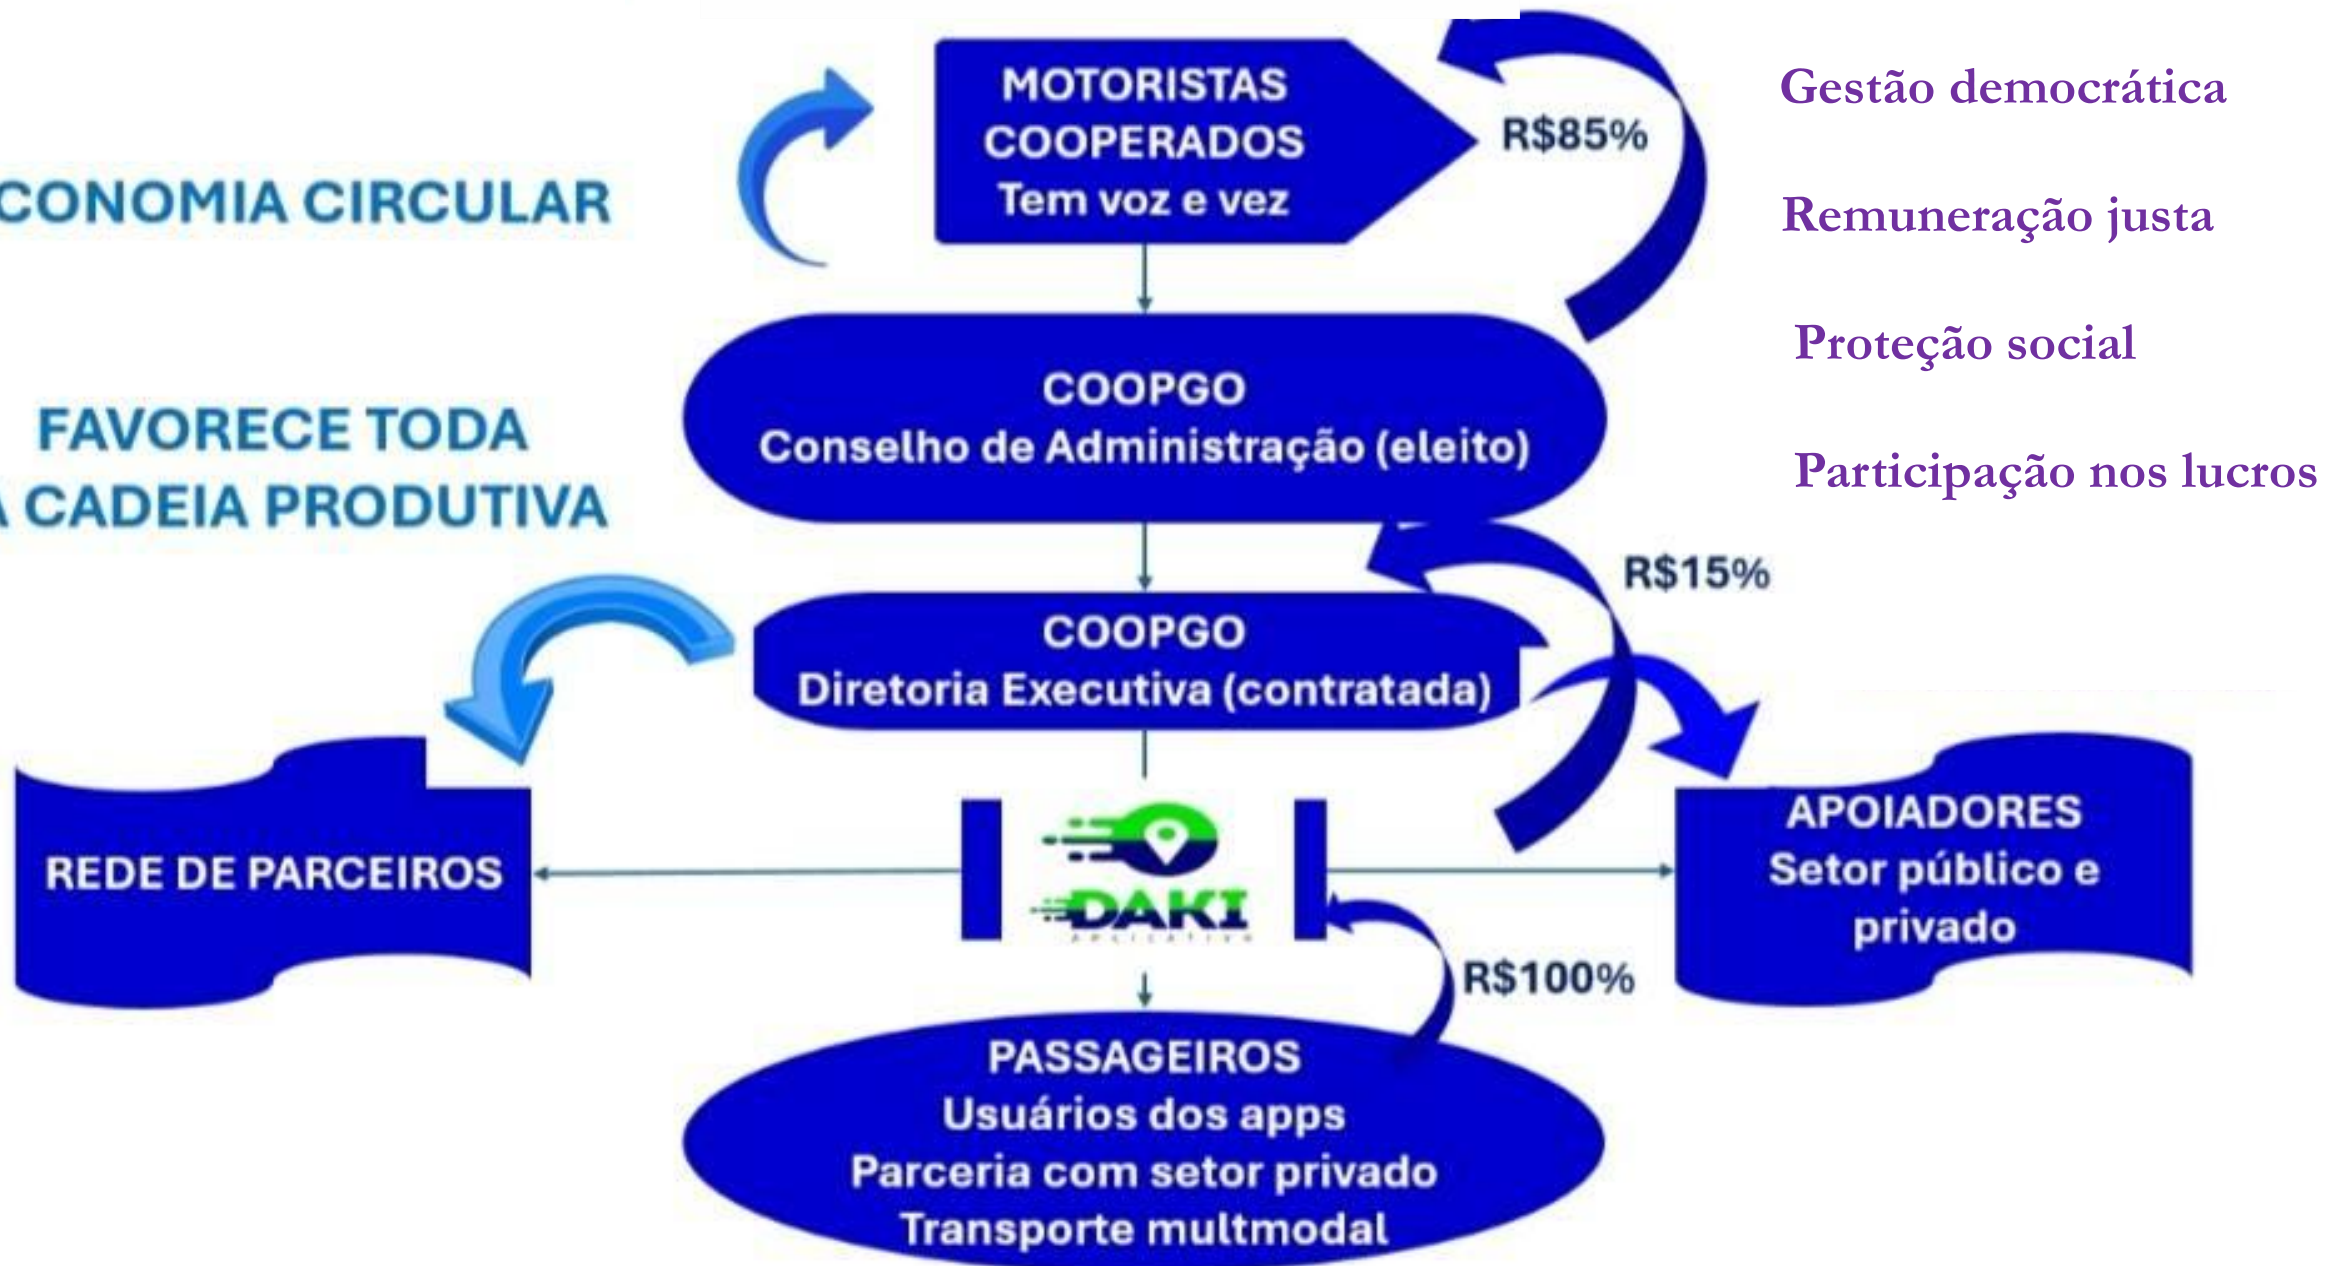 MOTORISTAS
COOPERADOS
Tem voz e vez
R$85%
Gestão democrática
Remuneração justa
Proteção social
Participação nos lucros
CONOMIA CIRCULAR
FAVORECE TODA
A CADEIA PRODUTIVA
COOPGO
Conselho de Administração (eleito)
R$15%
COOPGO
Diretoria Executiva (contratada)
REDE DE PARCEIROS
DAKI
APLICATIVO
APOIADORES
Setor público e
privado
R$100%
PASSAGEIROS
Usuários dos apps
Parceria com setor privado
Transporte multmodal